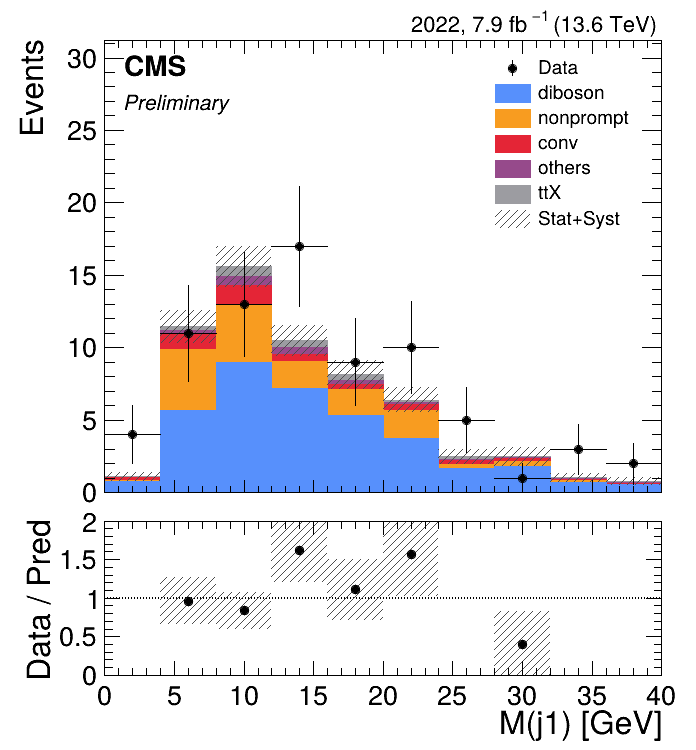 2022, 7.9 fb⁻¹ (13.6 TeV)
Events
30
25
20
15
10
5
0
CMS
Preliminary
Data
diboson
nonprompt
conv
others
ttX
Stat+Syst
Data / Pred
2
1.5
1
0.5
0
0 5 10 15 20 25 30 35 40
M(j1) [GeV]